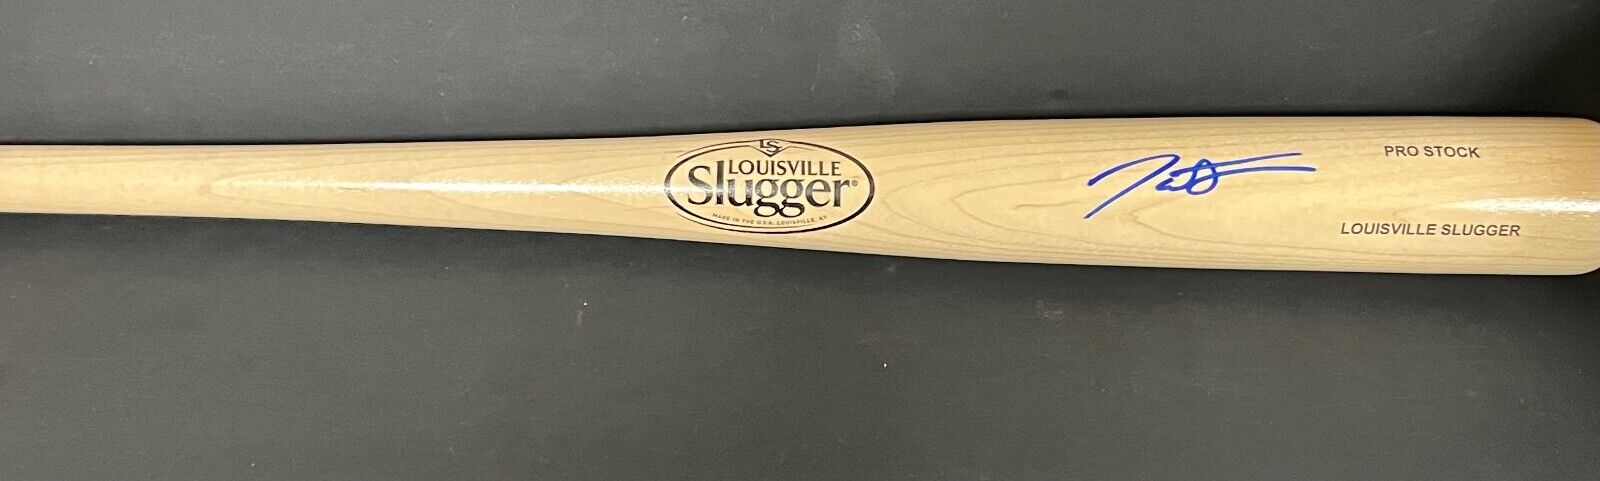 LS
LOUISVILLE
Slugger®
MADE IN THE U.S.A. LOUISVILLE, KY
PRO STOCK
LOUISVILLE SLUGGER